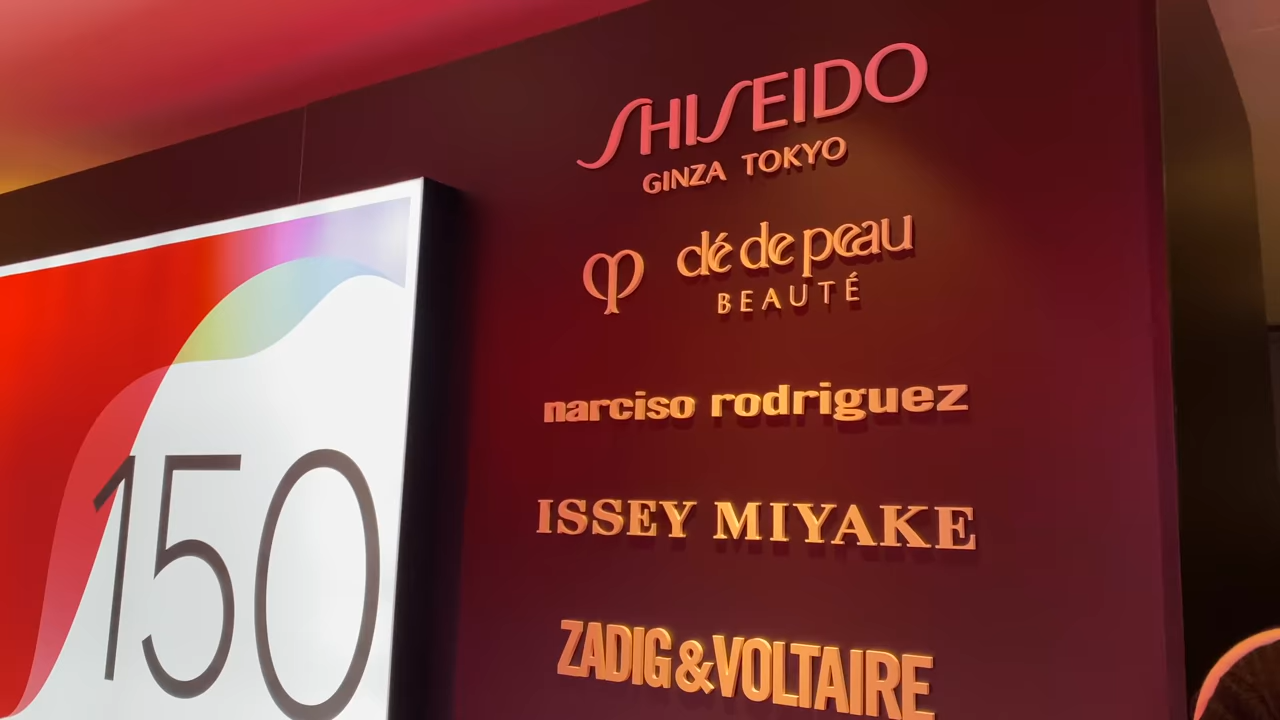 SHISEIDO
GINZA TOKYO
clé de peau
BEAUTÉ
narciso rodriguez
ISSEY MIYAKE
ZADIG&VOLTAIRE
150